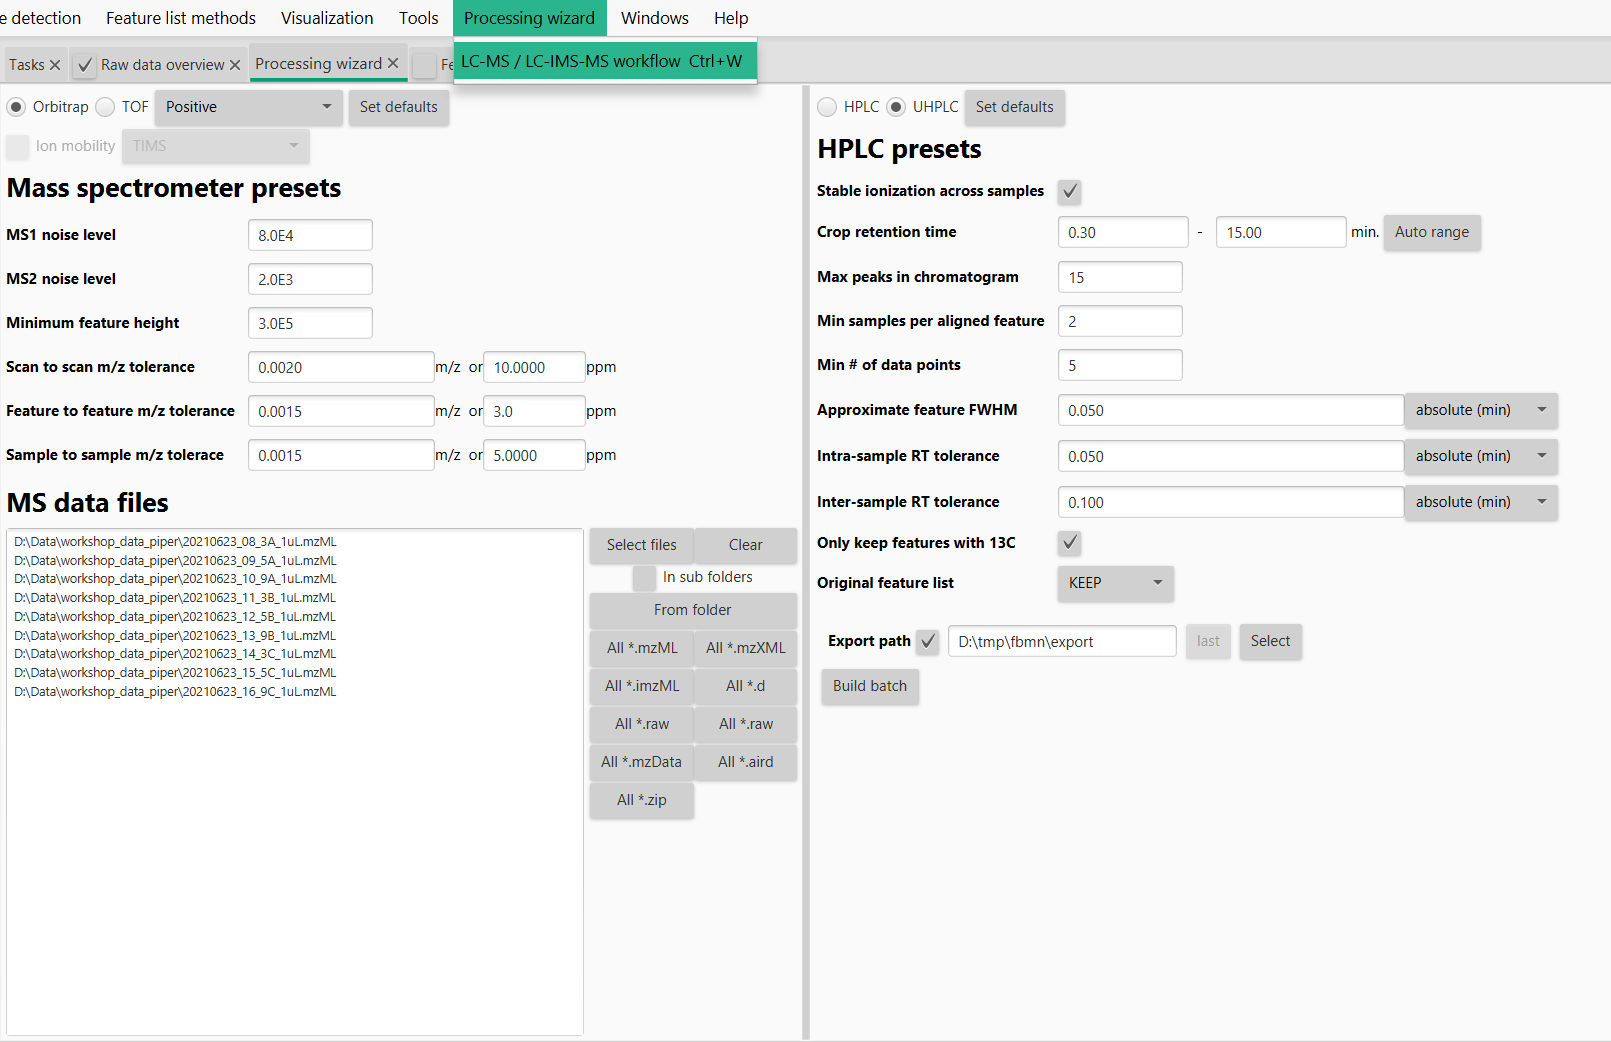 e detection Feature list methods Visualization Tools Processing wizard Windows Help
LC-MS / LC-IMS-MS workflow Ctrl+W
Tasks Raw data overview Processing wizard Fe
Orbitrap TOF Positive Set defaults
Ion mobility TIMS
Mass spectrometer presets
MS1 noise level 8.0E4
MS2 noise level 2.0E3
Minimum feature height 3.0E5
Scan to scan m/z tolerance 0.0020 m/z or 10.0000 ppm
Feature to feature m/z tolerance 0.0015 m/z or 3.0 ppm
Sample to sample m/z tolerace 0.0015 m/z or 5.0000 ppm
MS data files
D:\Data\workshop_data_piper\20210623_08_3A_1uL.mzML
D:\Data\workshop_data_piper\20210623_09_5A_1uL.mzML
D:\Data\workshop_data_piper\20210623_10_9A_1uL.mzML
D:\Data\workshop_data_piper\20210623_11_3B_1uL.mzML
D:\Data\workshop_data_piper\20210623_12_5B_1uL.mzML
D:\Data\workshop_data_piper\20210623_13_9B_1uL.mzML
D:\Data\workshop_data_piper\20210623_14_3C_1uL.mzML
D:\Data\workshop_data_piper\20210623_15_5C_1uL.mzML
D:\Data\workshop_data_piper\20210623_16_9C_1uL.mzML
Select files Clear
In sub folders
From folder
All *.mzML All *.mzXML
All *.imzML All *.d
All *.raw All *.raw
All *.mzData All *.aird
All *.zip
HPLC UHPLC Set defaults
HPLC presets
Stable ionization across samples
Crop retention time 0.30 - 15.00 min. Auto range
Max peaks in chromatogram 15
Min samples per aligned feature 2
Min # of data points 5
Approximate feature FWHM 0.050 absolute (min)
Intra-sample RT tolerance 0.050 absolute (min)
Inter-sample RT tolerance 0.100 absolute (min)
Only keep features with 13C
Original feature list KEEP
Export path D:\tmp\fbmn\export last Select
Build batch